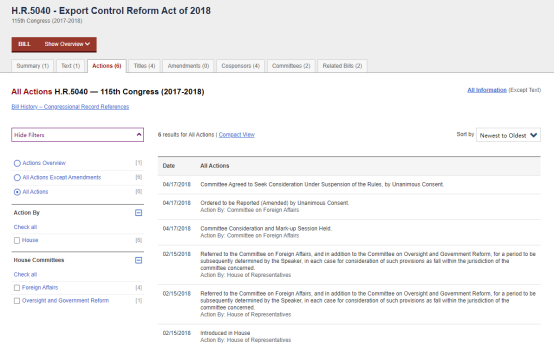 H.R.5040 - Export Control Reform Act of 2018
115th Congress (2017-2018)
BILL Show Overview
Summary (1) Text (1) Actions (6) Titles (4) Amendments (0) Cosponsors (4) Committees (2) Related Bills (2)
All Actions H.R.5040 — 115th Congress (2017-2018)
All Information (Except Text)
Bill History – Congressional Record References
Hide Filters
6 results for All Actions | Compact View
Sort by Newest to Oldest
Actions Overview [1]
All Actions Except Amendments [6]
All Actions [6]
Action By
Check all
House [6]
House Committees
Check all
Foreign Affairs [4]
Oversight and Government Reform [1]
Date All Actions
04/17/2018 Committee Agreed to Seek Consideration Under Suspension of the Rules, by Unanimous Consent.
04/17/2018 Ordered to be Reported (Amended) by Unanimous Consent.
Action By: Committee on Foreign Affairs
04/17/2018 Committee Consideration and Mark-up Session Held.
Action By: Committee on Foreign Affairs
02/15/2018 Referred to the Committee on Foreign Affairs, and in addition to the Committee on Oversight and Government Reform, for a period to be
subsequently determined by the Speaker, in each case for consideration of such provisions as fall within the jurisdiction of the
committee concerned.
Action By: House of Representatives
02/15/2018 Referred to the Committee on Foreign Affairs, and in addition to the Committee on Oversight and Government Reform, for a period to be
subsequently determined by the Speaker, in each case for consideration of such provisions as fall within the jurisdiction of the
committee concerned.
Action By: House of Representatives
02/15/2018 Introduced in House
Action By: House of Representatives